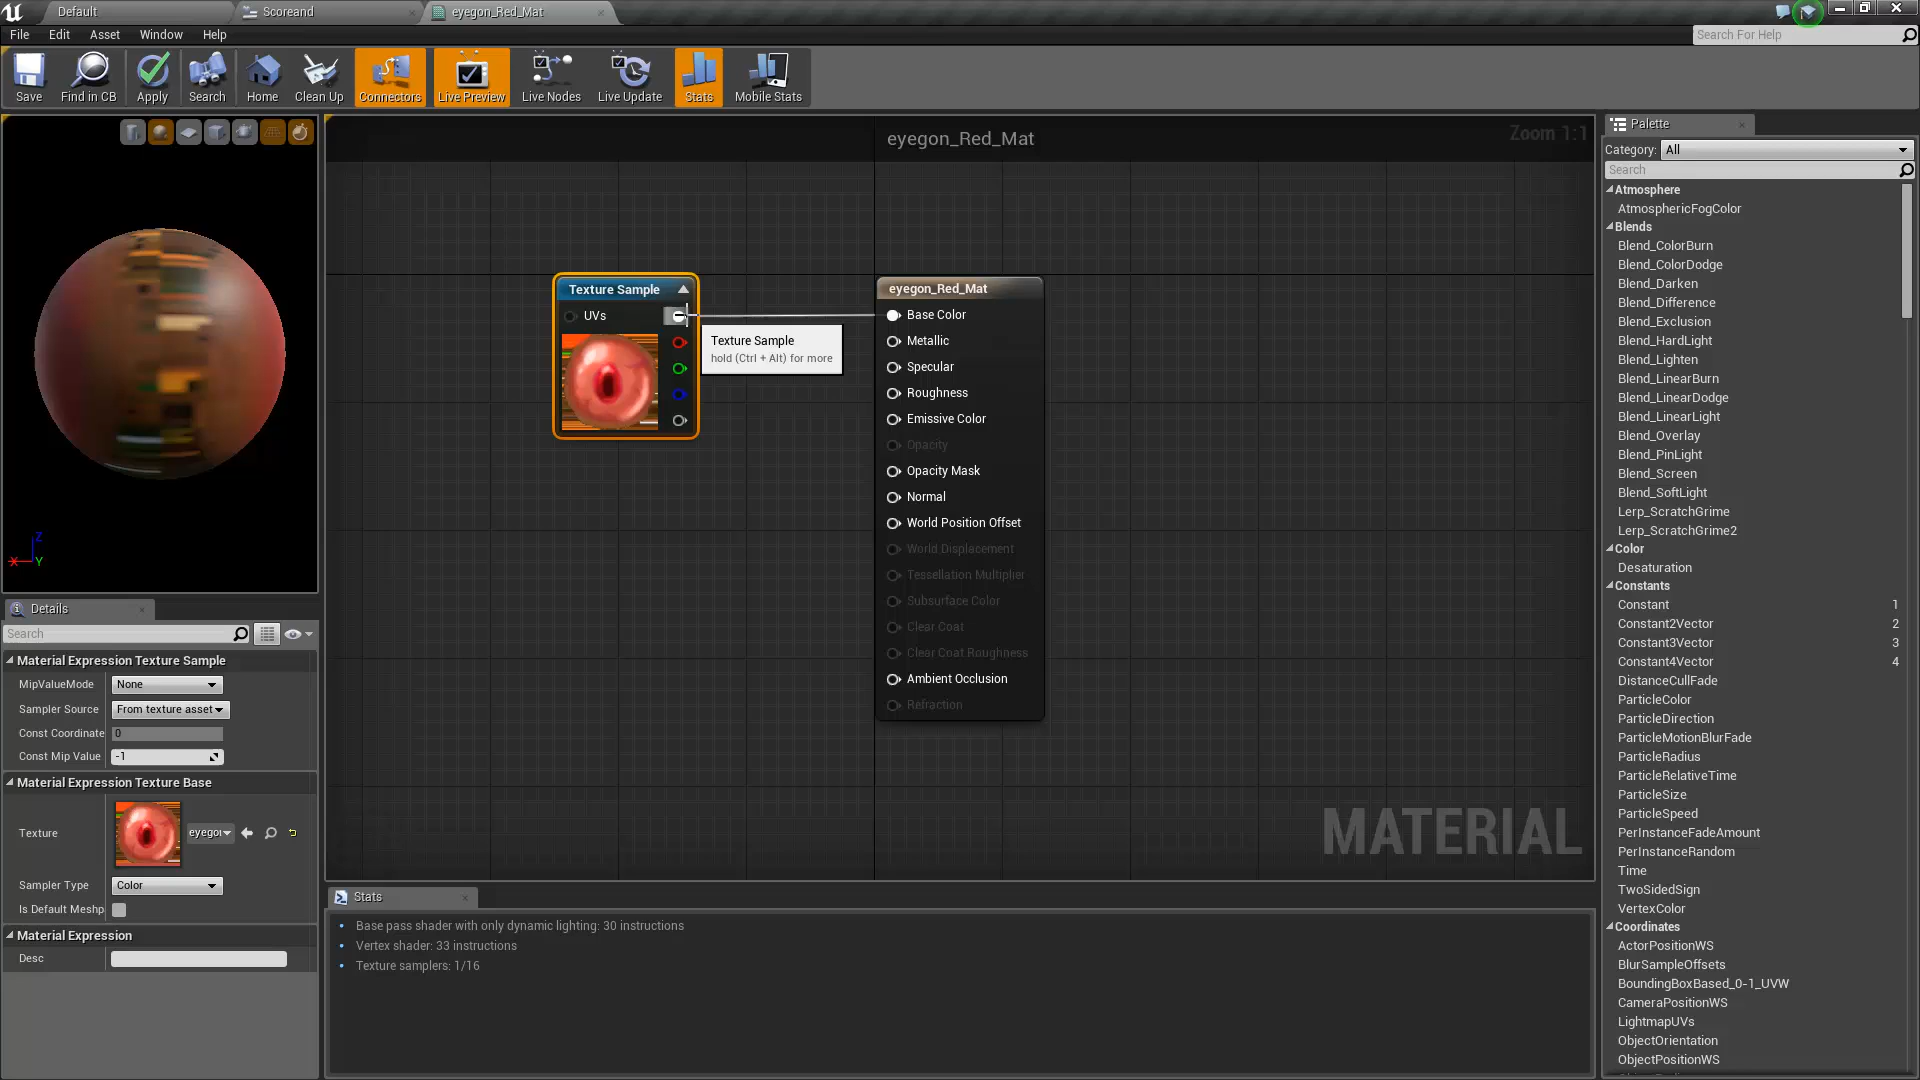 Default
Scoreand
eyegon_Red_Mat
File
Edit
Asset
Window
Help
Search For Help
Save
Find in CB
Apply
Search
Home
Clean Up
Connectors
Live Preview
Live Nodes
Live Update
Stats
Mobile Stats
eyegon_Red_Mat
Zoom 1:1
Texture Sample
UVs
Texture Sample
hold (Ctrl + Alt) for more
eyegon_Red_Mat
Base Color
Metallic
Specular
Roughness
Emissive Color
Opacity
Opacity Mask
Normal
World Position Offset
World Displacement
Tessellation Multiplier
Subsurface Color
Clear Coat
Clear Coat Roughness
Ambient Occlusion
Refraction
MATERIAL
Z
X
Y
Details
Search
Material Expression Texture Sample
MipValueMode
None
Sampler Source
From texture asset
Const Coordinate
0
Const Mip Value
-1
Material Expression Texture Base
Texture
eyegon
Sampler Type
Color
Is Default Meshp
Material Expression
Desc
Stats
Base pass shader with only dynamic lighting: 30 instructions
Vertex shader: 33 instructions
Texture samplers: 1/16
Palette
Category:
All
Search
Atmosphere
AtmosphericFogColor
Blends
Blend_ColorBurn
Blend_ColorDodge
Blend_Darken
Blend_Difference
Blend_Exclusion
Blend_HardLight
Blend_Lighten
Blend_LinearBurn
Blend_LinearDodge
Blend_LinearLight
Blend_Overlay
Blend_PinLight
Blend_Screen
Blend_SoftLight
Lerp_ScratchGrime
Lerp_ScratchGrime2
Color
Desaturation
Constants
Constant 1
Constant2Vector 2
Constant3Vector 3
Constant4Vector 4
DistanceCullFade
ParticleColor
ParticleDirection
ParticleMotionBlurFade
ParticleRadius
ParticleRelativeTime
ParticleSize
ParticleSpeed
PerInstanceFadeAmount
PerInstanceRandom
Time
TwoSidedSign
VertexColor
Coordinates
ActorPositionWS
BlurSampleOffsets
BoundingBoxBased_0-1_UVW
CameraPositionWS
LightmapUVs
ObjectOrientation
ObjectPositionWS